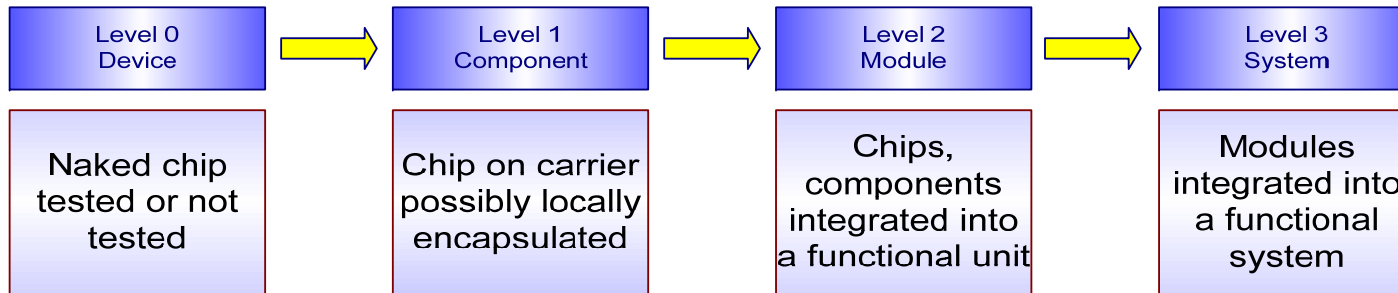 Level 0
Device
Level 1
Component
Level 2
Module
Level 3
System
Naked chip
tested or not
tested
Chip on carrier
possibly locally
encapsulated
Chips,
components
integrated into
a functional unit
Modules
integrated into
a functional
system